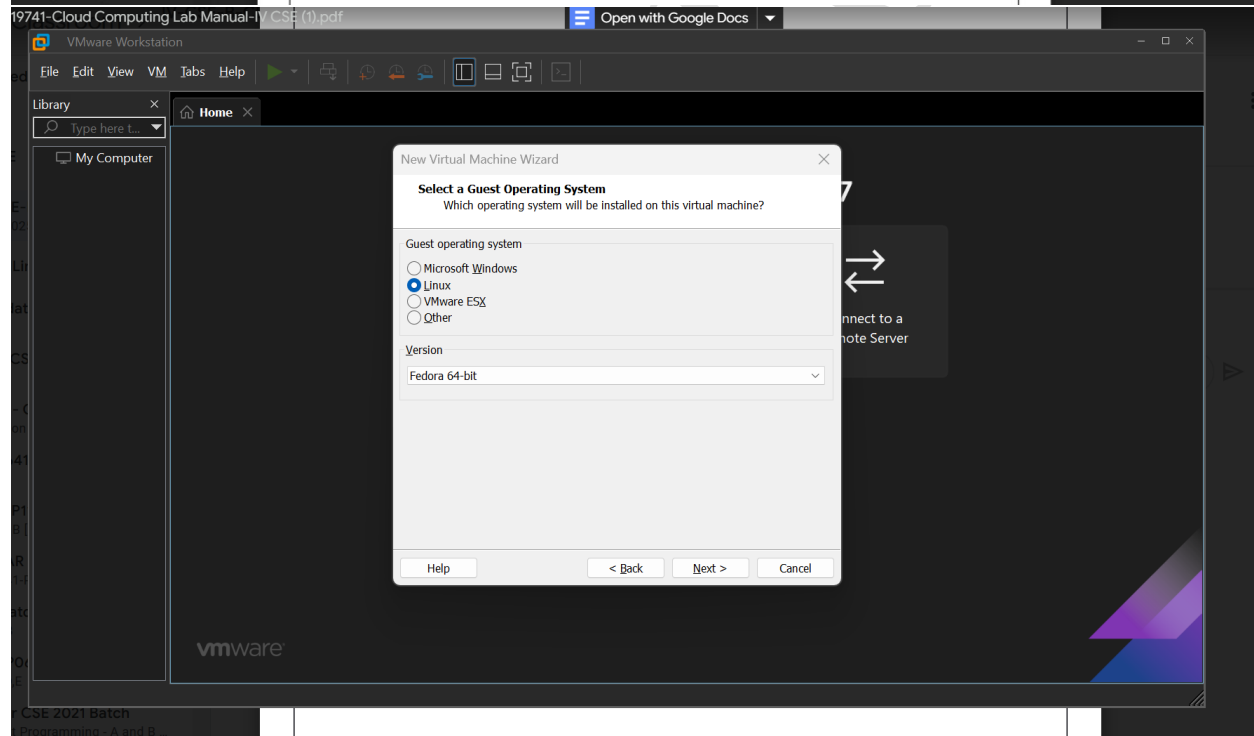 19741-Cloud Computing Lab Manual-IV CSE (1).pdf
Open with Google Docs
VMware Workstation
File Edit View VM Tabs Help
Library
Home
Type here t...
My Computer
New Virtual Machine Wizard
Select a Guest Operating System
Which operating system will be installed on this virtual machine?
7
Guest operating system
Microsoft Windows
Linux
VMware ESX
Other
nnect to a
note Server
Version
Fedora 64-bit
Help
< Back
Next >
Cancel
vmware
r CSE 2021 Batch
t Programming - A and B